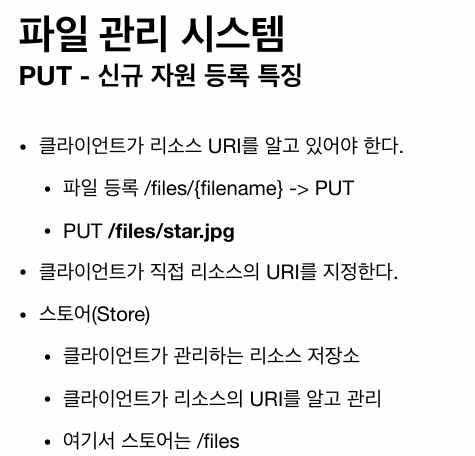 파일 관리 시스템
PUT - 신규 자원 등록 특징
• 클라이언트가 리소스 URI를 알고 있어야 한다.
• 파일 등록 /files/{filename} -> PUT
• PUT /files/star.jpg
• 클라이언트가 직접 리소스의 URI를 지정한다.
• 스토어(Store)
• 클라이언트가 관리하는 리소스 저장소
• 클라이언트가 리소스의 URI를 알고 관리
• 여기서 스토어는 /files